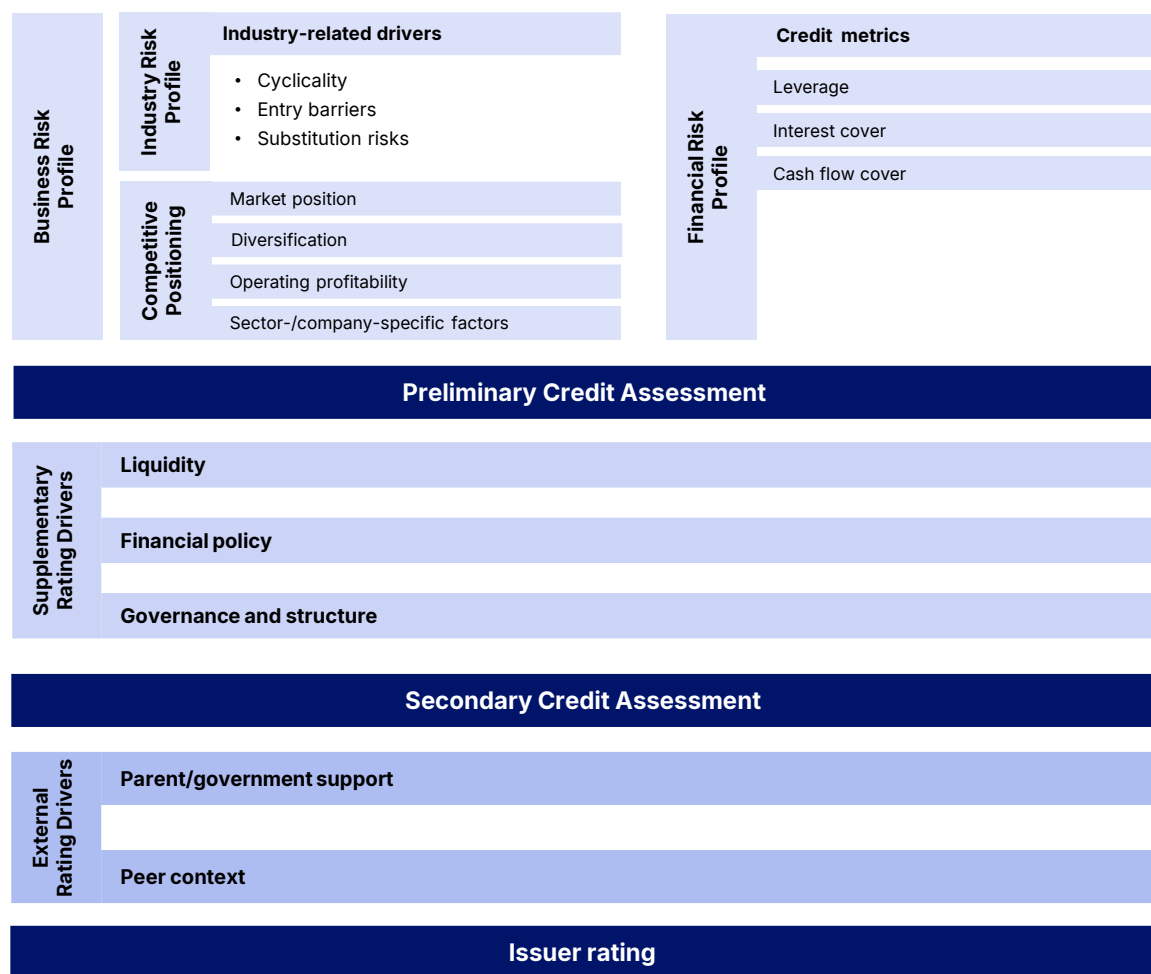 Business Risk
Profile
Industry Risk
Profile
Industry-related drivers
• Cyclicality
• Entry barriers
• Substitution risks
Competitive
Positioning
Market position
Diversification
Operating profitability
Sector-/company-specific factors
Financial Risk
Profile
Credit metrics
Leverage
Interest cover
Cash flow cover
Preliminary Credit Assessment
Supplementary
Rating Drivers
Liquidity
Financial policy
Governance and structure
Secondary Credit Assessment
External
Rating Drivers
Parent/government support
Peer context
Issuer rating